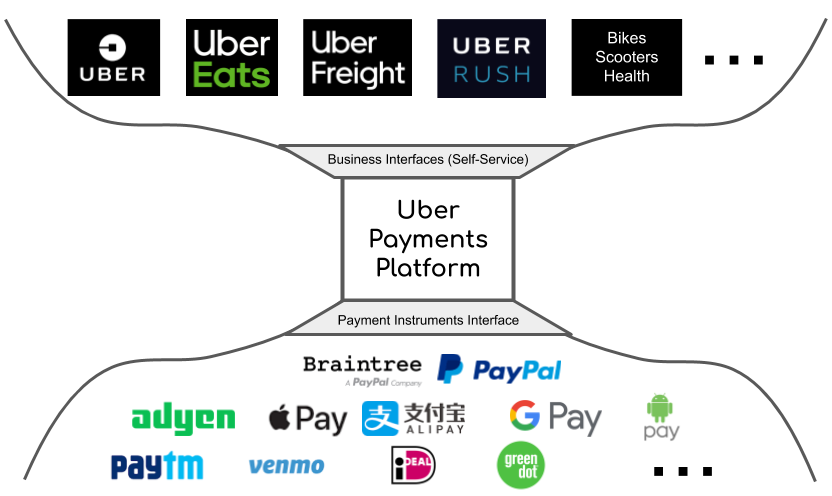 UBER
Uber
Eats
Uber
Freight
UBER
RUSH
Bikes
Scooters
Health
Business Interfaces (Self-Service)
Uber
Payments
Platform
Payment Instruments Interface
Braintree
A PayPal Company
PayPal
adyen
Pay
支付宝
ALIPAY
G Pay
pay
paytm
venmo
iDEAL
green
dot